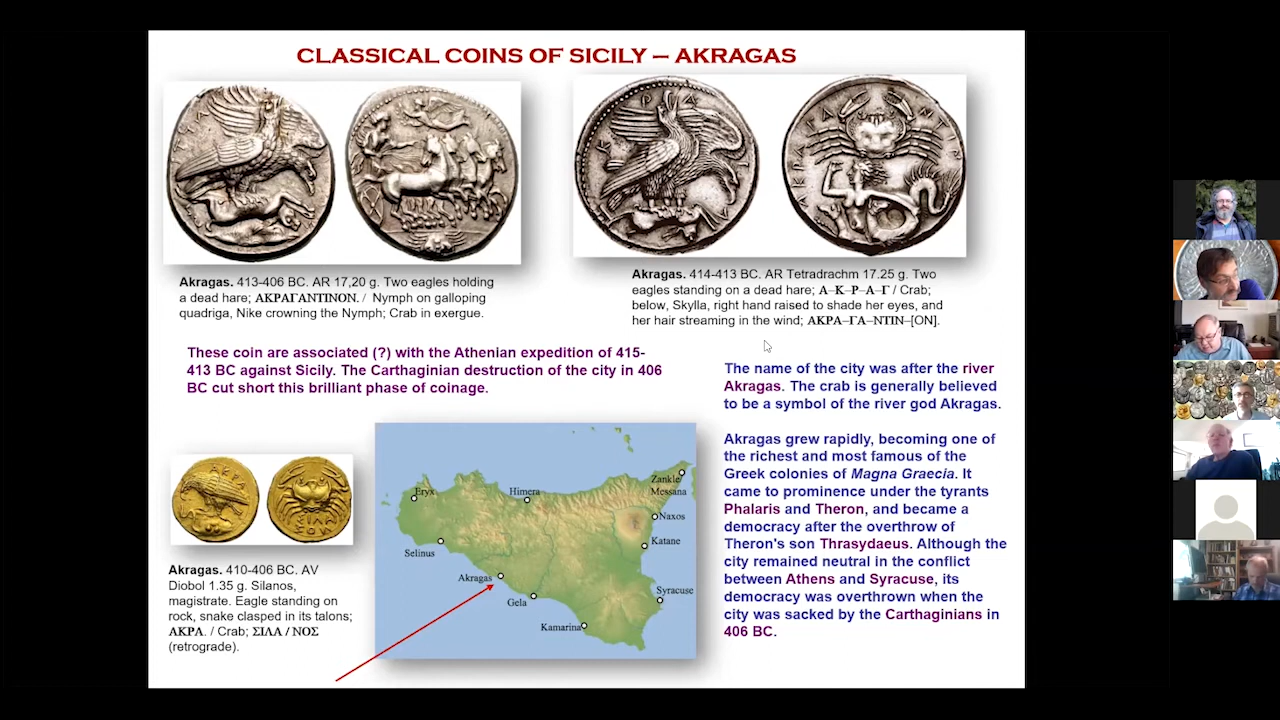 CLASSICAL COINS OF SICILY – AKRAGAS
Akragas. 413-406 BC. AR 17,20 g. Two eagles holding
a dead hare; ΑΚΡΑΓΑΝΤΙΝΟΝ. / Nymph on galloping
quadriga, Nike crowning the Nymph; Crab in exergue.
Akragas. 414-413 BC. AR Tetradrachm 17.25 g. Two
eagles standing on a dead hare; Α–Κ–Ρ–Α–Γ / Crab;
below, Skylla, right hand raised to shade her eyes, and
her hair streaming in the wind; ΑΚΡΑ–ΓΑ–ΝΤΙΝ–[ΟΝ].
These coin are associated (?) with the Athenian expedition of 415-
413 BC against Sicily. The Carthaginian destruction of the city in 406
BC cut short this brilliant phase of coinage.
The name of the city was after the river
Akragas. The crab is generally believed
to be a symbol of the river god Akragas.
Akragas grew rapidly, becoming one of
the richest and most famous of the
Greek colonies of Magna Graecia. It
came to prominence under the tyrants
Phalaris and Theron, and became a
democracy after the overthrow of
Theron's son Thrasydaeus. Although the
city remained neutral in the conflict
between Athens and Syracuse, its
democracy was overthrown when the
city was sacked by the Carthaginians in
406 BC.
ΑΚΡΑ
ΣΙΛΑ
Akragas. 410-406 BC. AV
Diobol 1.35 g. Silanos,
magistrate. Eagle standing on
rock, snake clasped in its talons;
ΑΚΡΑ. / Crab; ΣΙΛΑ / ΝΟΣ
(retrograde).
Eryx
Himera
Zankle
Messana
Naxos
Katane
Selinus
Akragas
Syracuse
Gela
Kamarina